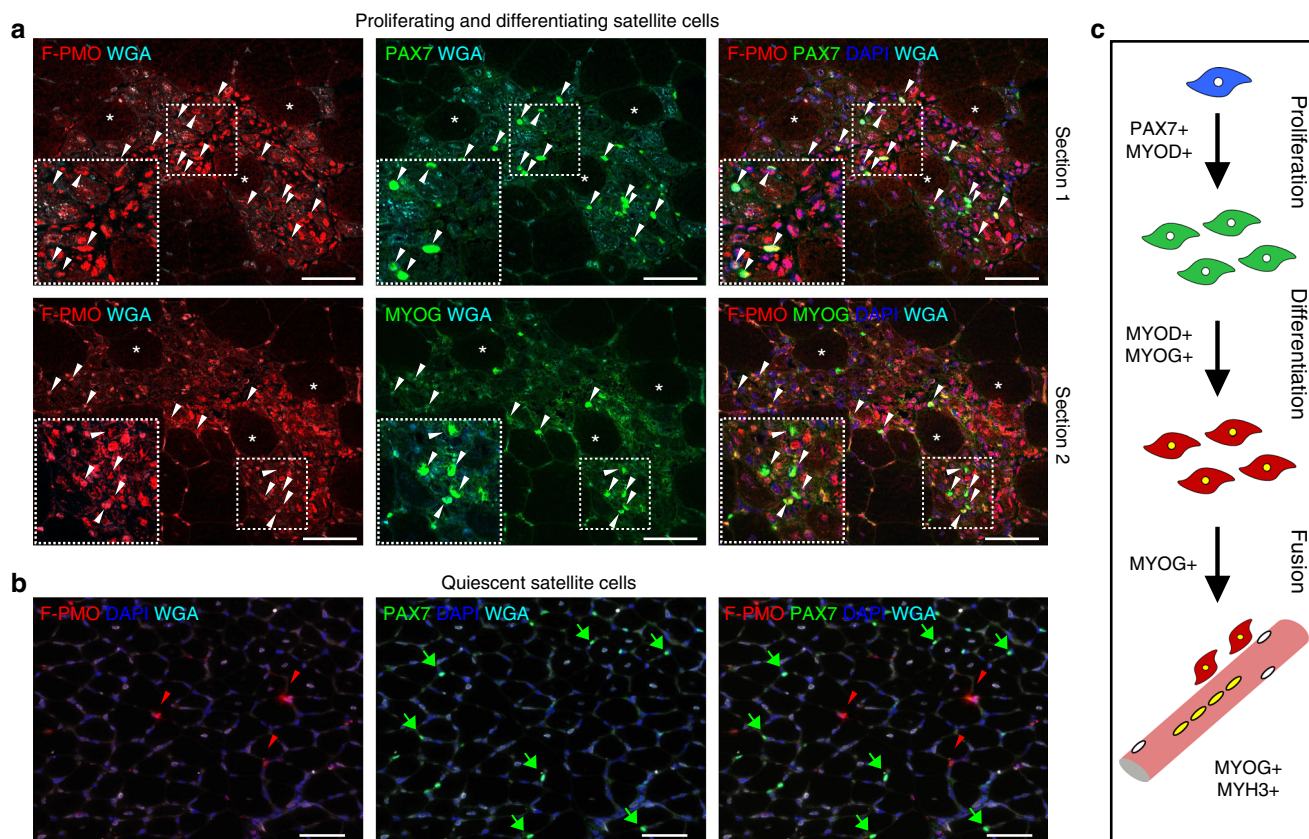 a
Proliferating and differentiating satellite cells
F-PMO WGA
PAX7 WGA
F-PMO PAX7 DAPI WGA
* * *
* * *
* * *
Section 1
F-PMO WGA
MYOG WGA
F-PMO MYOG DAPI WGA
* * *
* * *
* * *
Section 2
b
Quiescent satellite cells
F-PMO DAPI WGA
PAX7 DAPI WGA
F-PMO PAX7 DAPI WGA
c
PAX7+
MYOD+
Proliferation
MYOD+
MYOG+
Differentiation
MYOG+
Fusion
MYOG+
MYH3+